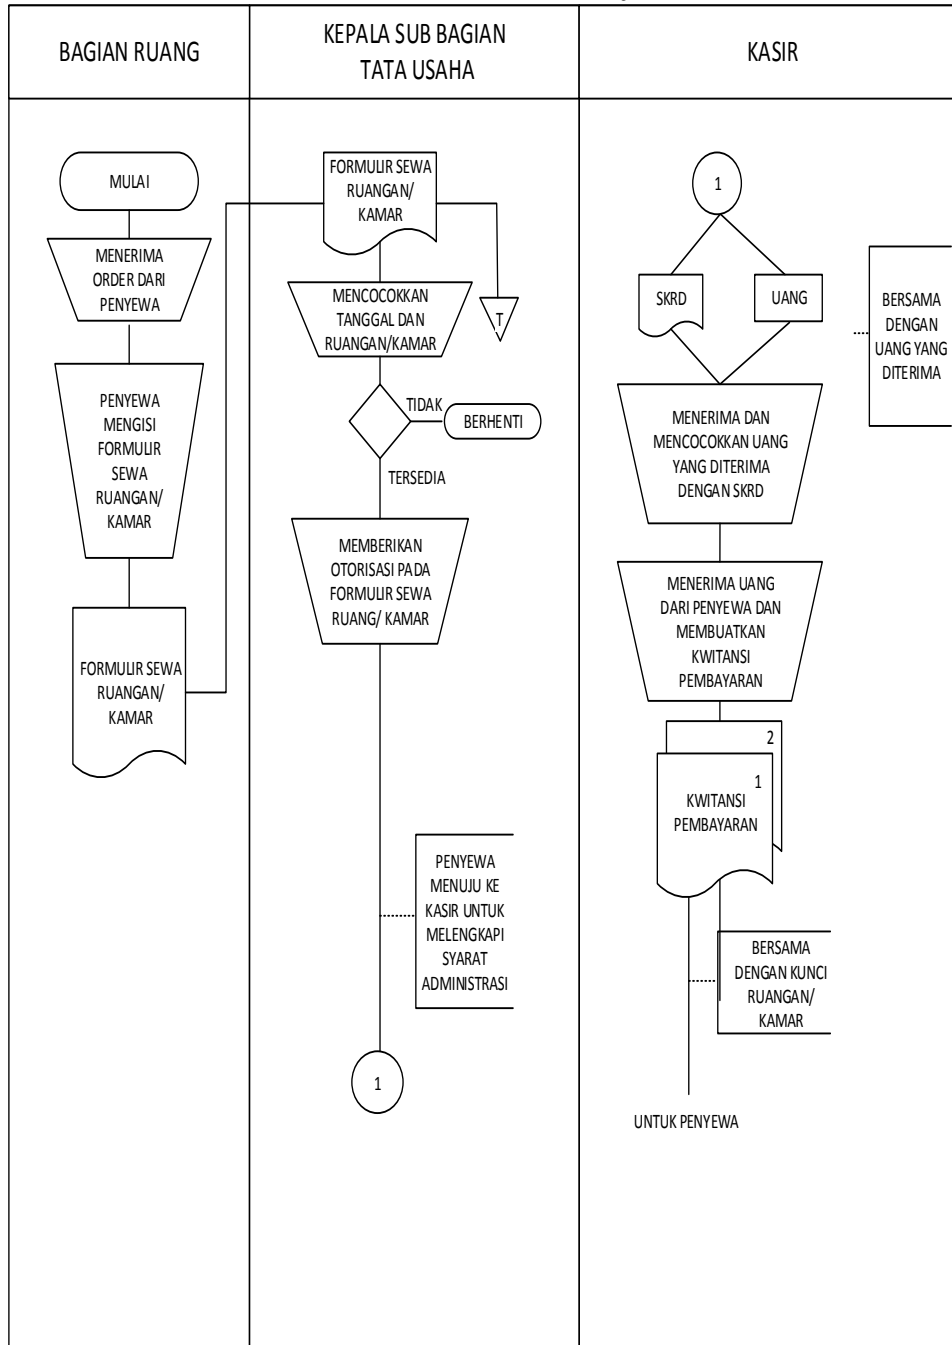 BAGIAN RUANG
KEPALA SUB BAGIAN
TATA USAHA
KASIR
MULAI
MENERIMA
ORDER DARI
PENYEWA
PENYEWA
MENGISI
FORMULIR
SEWA
RUANGAN/
KAMAR
FORMULIR SEWA
RUANGAN/
KAMAR
FORMULIR SEWA
RUANGAN/
KAMAR
T
MENCOCOKKAN
TANGGAL DAN
RUANGAN/KAMAR
TIDAK
BERHENTI
TERSEDIA
MEMBERIKAN
OTORISASI PADA
FORMULIR SEWA
RUANG/ KAMAR
PENYEWA
MENUJU KE
KASIR UNTUK
MELENGKAPI
SYARAT
ADMINISTRASI
1
1
SKRD
UANG
BERSAMA
DENGAN
UANG YANG
DITERIMA
MENERIMA DAN
MENCOCOKKAN UANG
YANG DITERIMA
DENGAN SKRD
MENERIMA UANG
DARI PENYEWA DAN
MEMBUATKAN
KWITANSI
PEMBAYARAN
2
1
KWITANSI
PEMBAYARAN
BERSAMA
DENGAN KUNCI
RUANGAN/
KAMAR
UNTUK PENYEWA